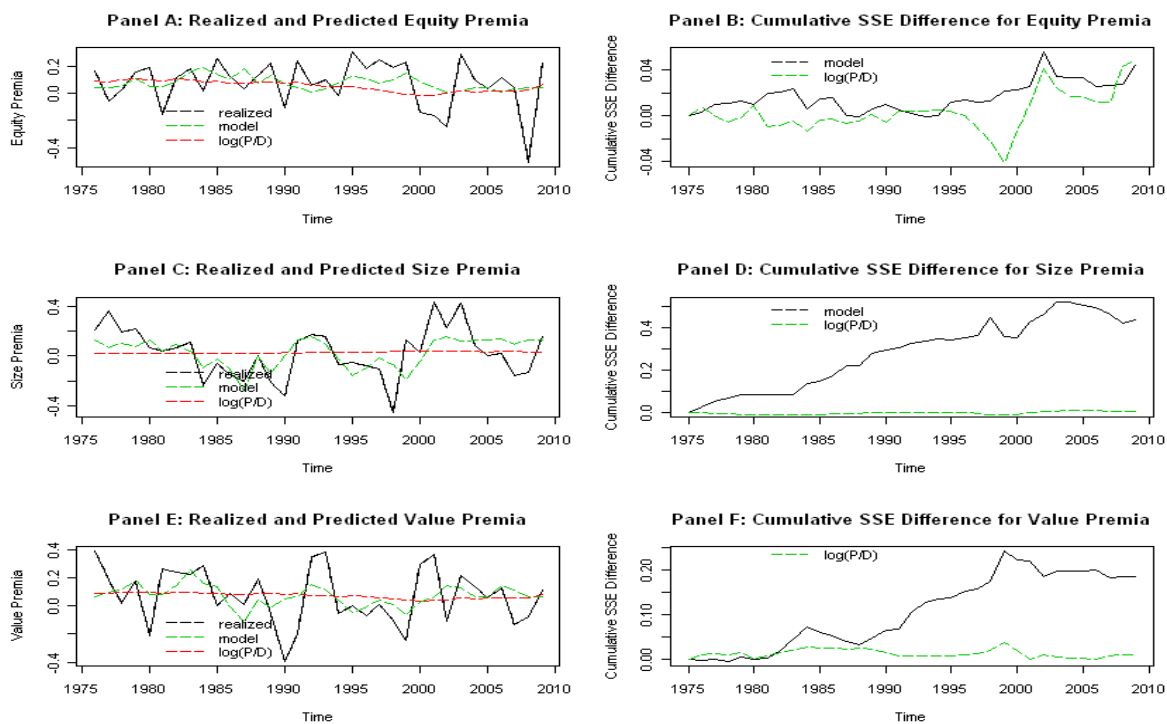 Panel A: Realized and Predicted Equity Premia
Equity Premia
0.2
0.0
-0.4
realized
model
log(P/D)
1975 1980 1985 1990 1995 2000 2005 2010
Time
Panel B: Cumulative SSE Difference for Equity Premia
Cumulative SSE Difference
0.04
0.00
-0.04
model
log(P/D)
1975 1980 1985 1990 1995 2000 2005 2010
Time
Panel C: Realized and Predicted Size Premia
Size Premia
0.4
0.0
-0.4
realized
model
log(P/D)
1975 1980 1985 1990 1995 2000 2005 2010
Time
Panel D: Cumulative SSE Difference for Size Premia
Cumulative SSE Difference
0.4
0.2
0.0
model
log(P/D)
1975 1980 1985 1990 1995 2000 2005 2010
Time
Panel E: Realized and Predicted Value Premia
Value Premia
0.4
0.0
-0.4
realized
model
log(P/D)
1975 1980 1985 1990 1995 2000 2005 2010
Time
Panel F: Cumulative SSE Difference for Value Premia
Cumulative SSE Difference
0.20
0.10
0.00
log(P/D)
1975 1980 1985 1990 1995 2000 2005 2010
Time